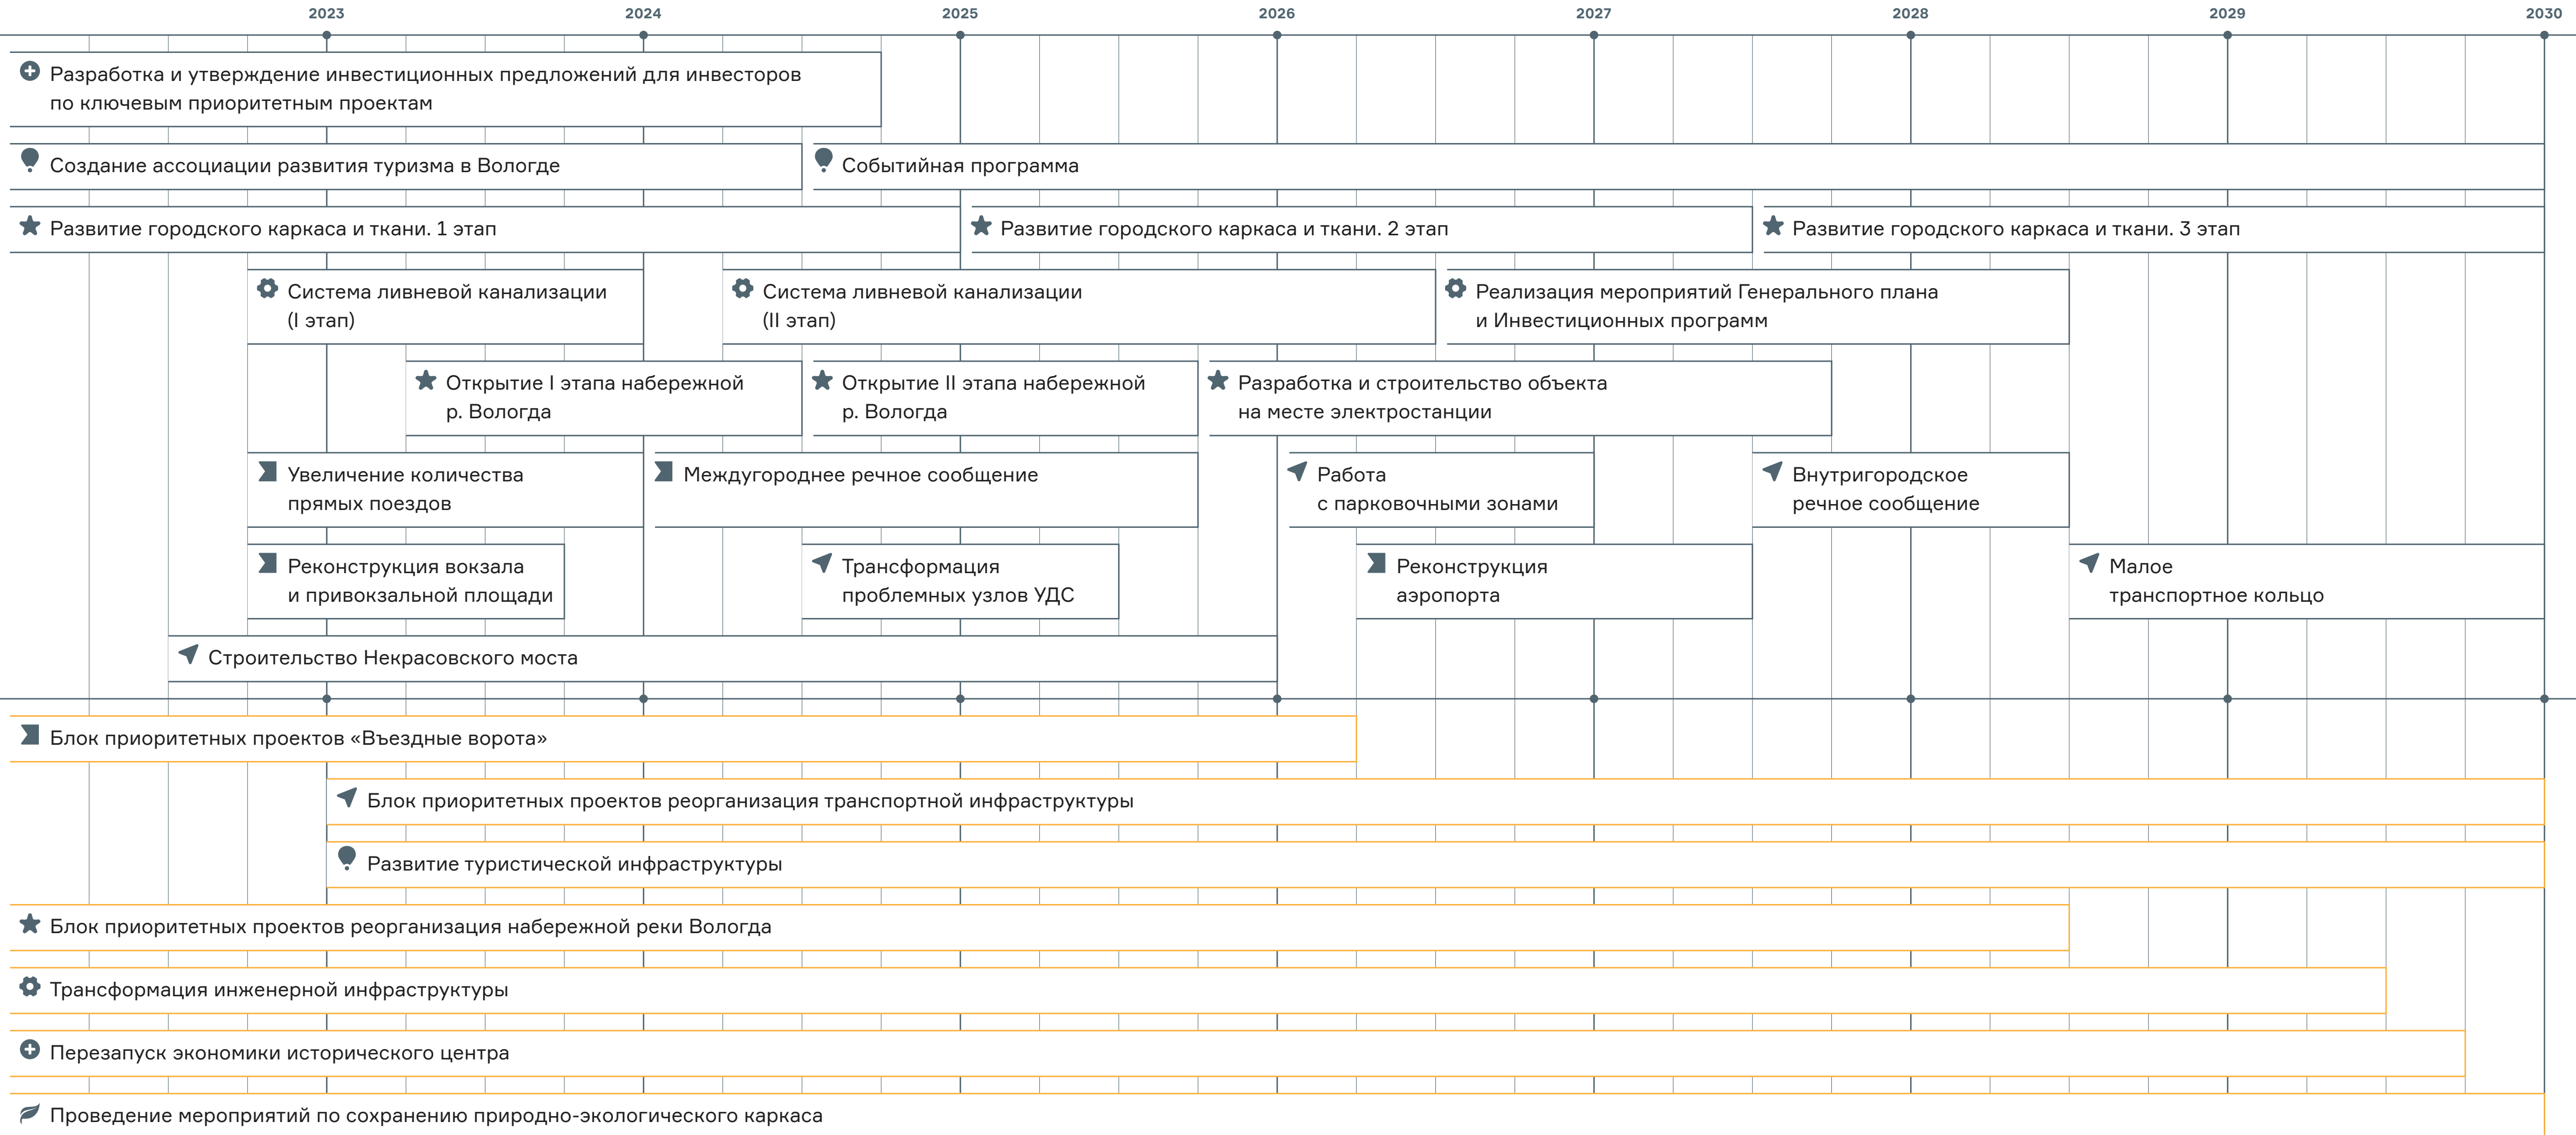 2023 2024 2025 2026 2027 2028 2029 2030
Разработка и утверждение инвестиционных предложений для инвесторов
по ключевым приоритетным проектам
Создание ассоциации развития туризма в Вологде
Событийная программа
Развитие городского каркаса и ткани. 1 этап
Развитие городского каркаса и ткани. 2 этап
Развитие городского каркаса и ткани. 3 этап
Система ливневой канализации
(I этап)
Система ливневой канализации
(II этап)
Реализация мероприятий Генерального плана
и Инвестиционных программ
Открытие I этапа набережной
р. Вологда
Открытие II этапа набережной
р. Вологда
Разработка и строительство объекта
на месте электростанции
Увеличение количества
прямых поездов
Междугороднее речное сообщение
Работа
с парковочными зонами
Внутригородское
речное сообщение
Реконструкция вокзала
и привокзальной площади
Трансформация
проблемных узлов УДС
Реконструкция
аэропорта
Малое
транспортное кольцо
Строительство Некрасовского моста
Блок приоритетных проектов «Въездные ворота»
Блок приоритетных проектов реорганизация транспортной инфраструктуры
Развитие туристической инфраструктуры
Блок приоритетных проектов реорганизация набережной реки Вологда
Трансформация инженерной инфраструктуры
Перезапуск экономики исторического центра
Проведение мероприятий по сохранению природно-экологического каркаса